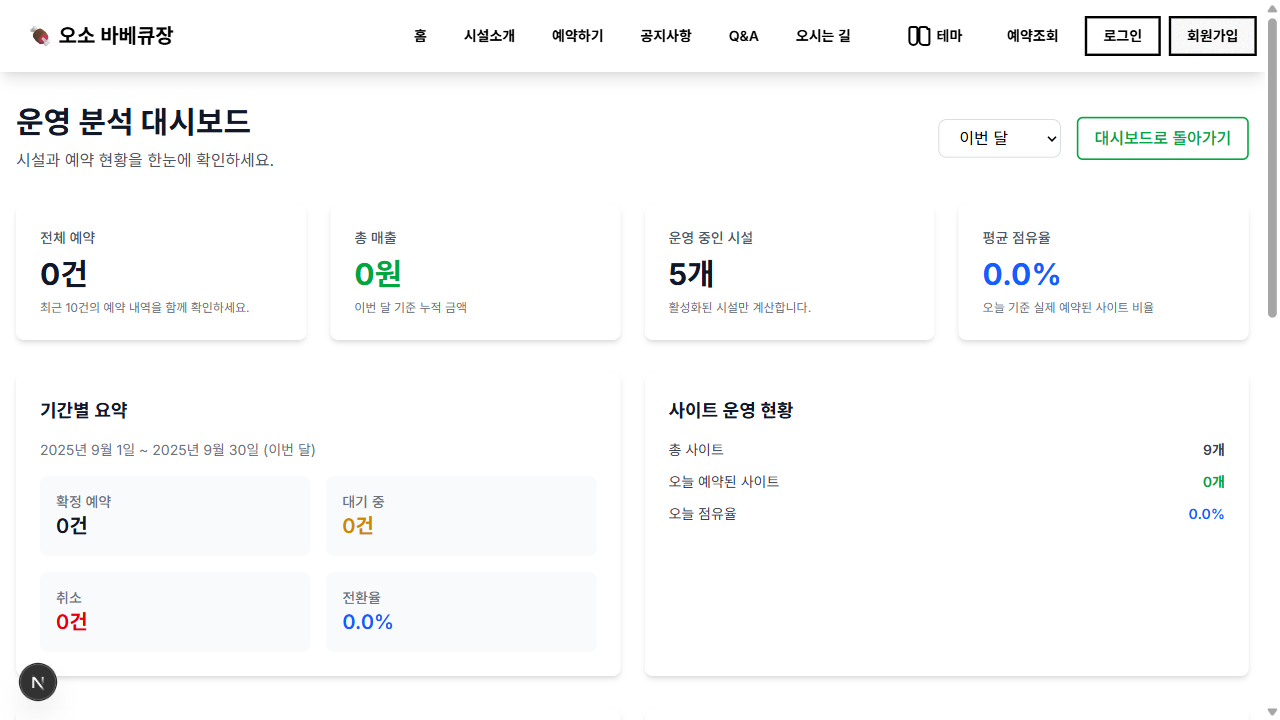 오소 바베큐장
홈
시설소개
예약하기
공지사항
Q&A
오시는 길
테마
예약조회
로그인
회원가입
운영 분석 대시보드
시설과 예약 현황을 한눈에 확인하세요.
이번 달
대시보드로 돌아가기
전체 예약
0건
최근 10건의 예약 내역을 함께 확인하세요.
총 매출
0원
이번 달 기준 누적 금액
운영 중인 시설
5개
활성화된 시설만 계산합니다.
평균 점유율
0.0%
오늘 기준 실제 예약된 사이트 비율
기간별 요약
2025년 9월 1일 ~ 2025년 9월 30일 (이번 달)
확정 예약
0건
대기 중
0건
취소
0건
전환율
0.0%
사이트 운영 현황
총 사이트 9개
오늘 예약된 사이트 0개
오늘 점유율 0.0%
N